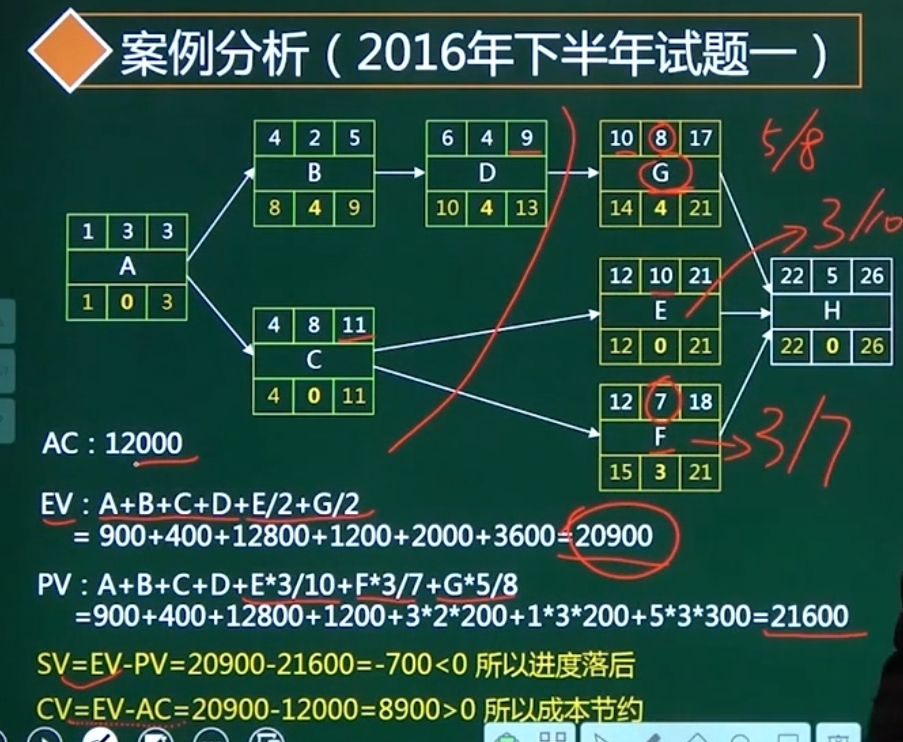 案例分析（2016年下半年试题一）
4 2 5
B
8 4 9
6 4 9
D
10 4 13
10 8 17
G
14 4 21
5/8
1 3 3
A
1 0 3
3/10
12 10 21
E
12 0 21
22 5 26
H
22 0 26
4 8 11
C
4 0 11
12 7 18
F
15 3 21
3/7
AC：12000
EV：A+B+C+D+E/2+G/2
= 900+400+12800+1200+2000+3600=20900
PV：A+B+C+D+E*3/10+F*3/7+G*5/8
=900+400+12800+1200+3*2*200+1*3*200+5*3*300=21600
SV=EV-PV=20900-21600=-700<0 所以进度落后
CV=EV-AC=20900-12000=8900>0 所以成本节约